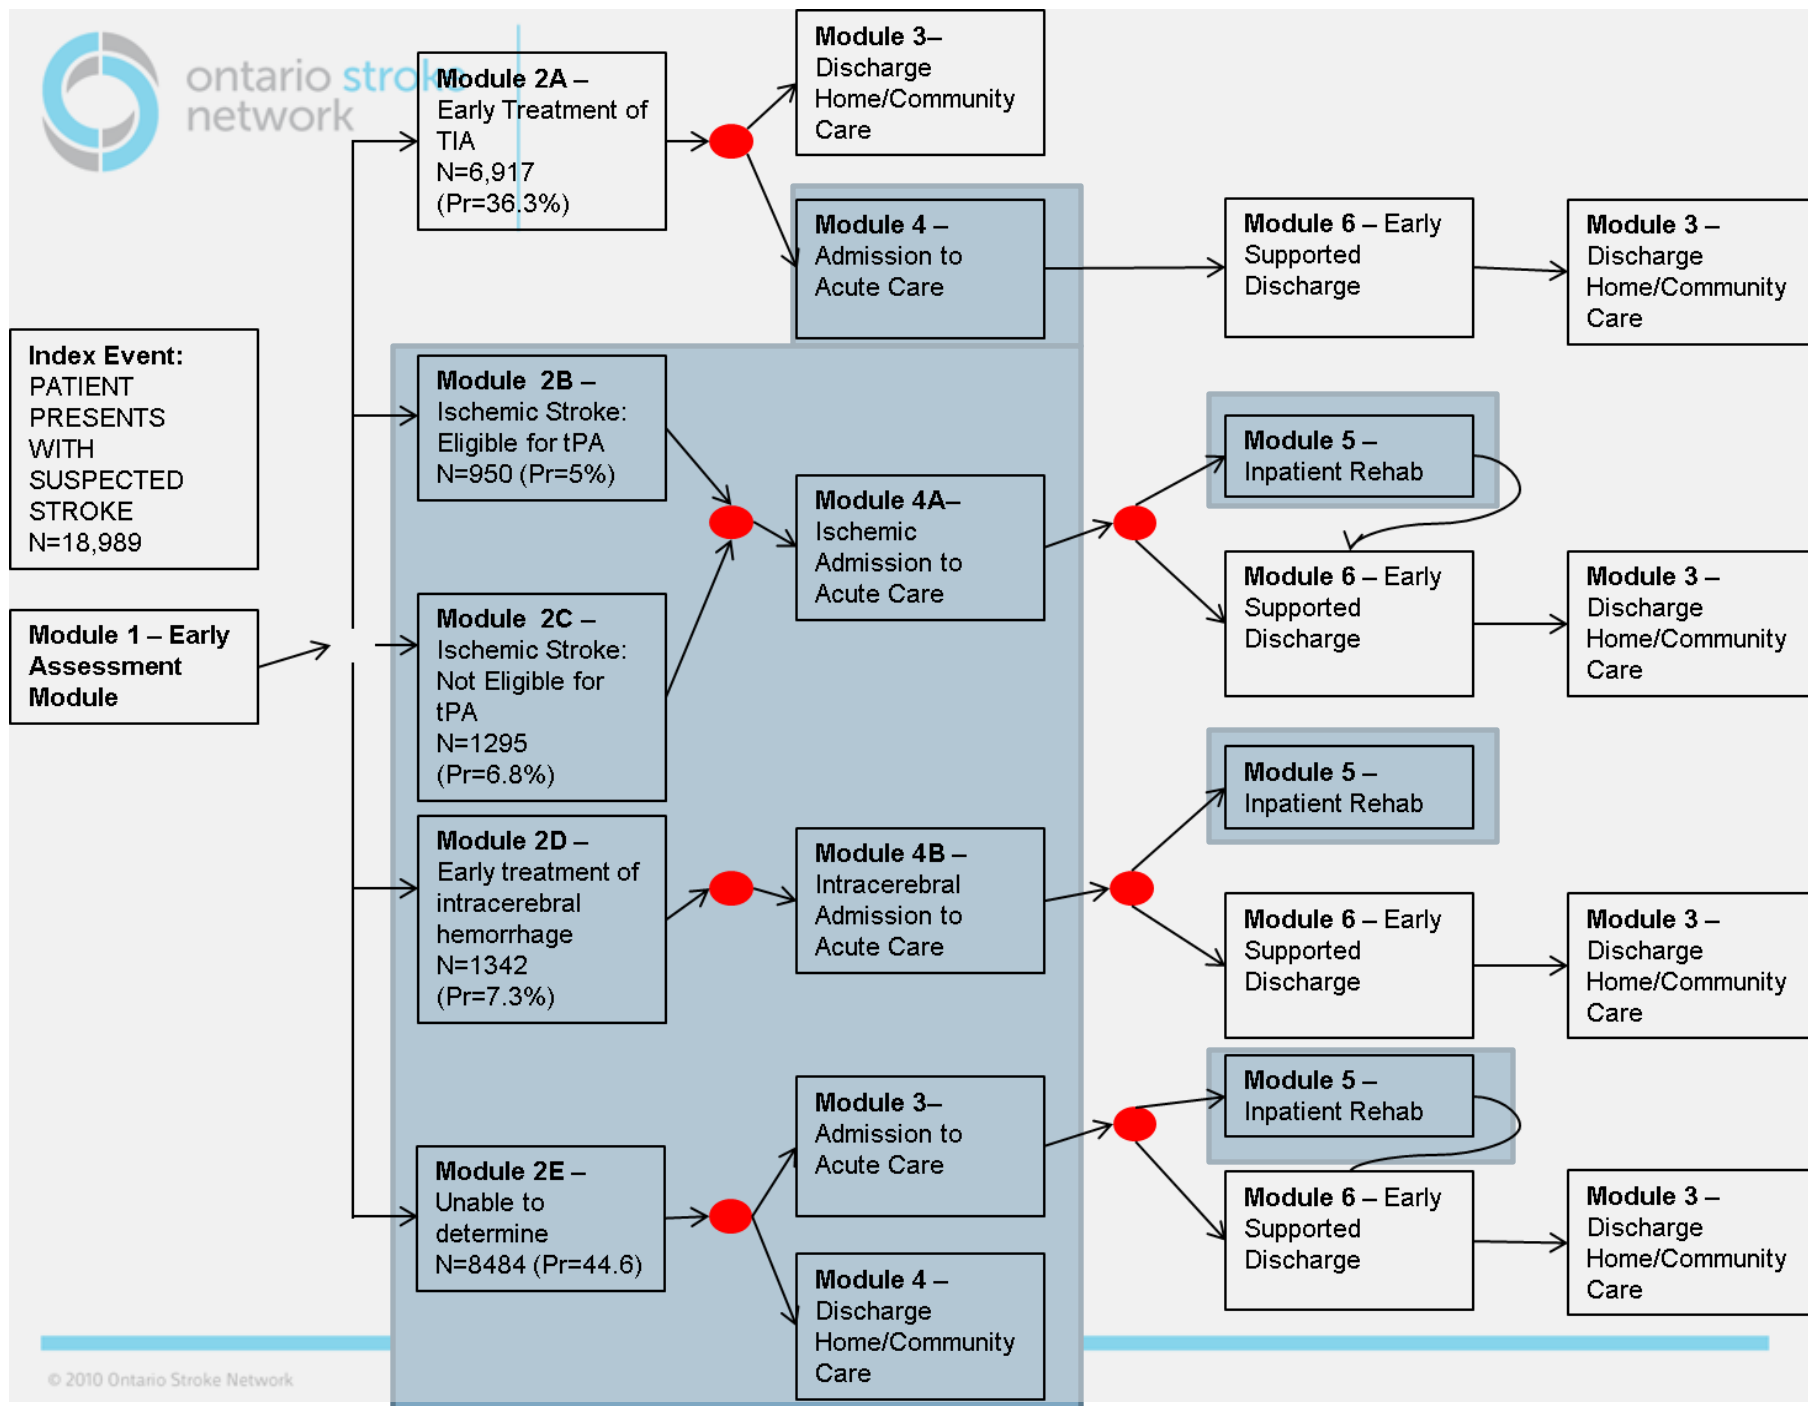 ontario stroke
network
Index Event:
PATIENT
PRESENTS
WITH
SUSPECTED
STROKE
N=18,989
Module 1 – Early
Assessment
Module
Module 2A –
Early Treatment of
TIA
N=6,917
(Pr=36.3%)
Module 3–
Discharge
Home/Community
Care
Module 4 –
Admission to
Acute Care
Module 6 – Early
Supported
Discharge
Module 3 –
Discharge
Home/Community
Care
Module 2B –
Ischemic Stroke:
Eligible for tPA
N=950 (Pr=5%)
Module 2C –
Ischemic Stroke:
Not Eligible for
tPA
N=1295
(Pr=6.8%)
Module 4A–
Ischemic
Admission to
Acute Care
Module 5 –
Inpatient Rehab
Module 6 – Early
Supported
Discharge
Module 3 –
Discharge
Home/Community
Care
Module 2D –
Early treatment of
intracerebral
hemorrhage
N=1342
(Pr=7.3%)
Module 4B –
Intracerebral
Admission to
Acute Care
Module 5 –
Inpatient Rehab
Module 6 – Early
Supported
Discharge
Module 3 –
Discharge
Home/Community
Care
Module 2E –
Unable to
determine
N=8484 (Pr=44.6)
Module 3–
Admission to
Acute Care
Module 4 –
Discharge
Home/Community
Care
Module 5 –
Inpatient Rehab
Module 6 – Early
Supported
Discharge
Module 3 –
Discharge
Home/Community
Care
© 2010 Ontario Stroke Network